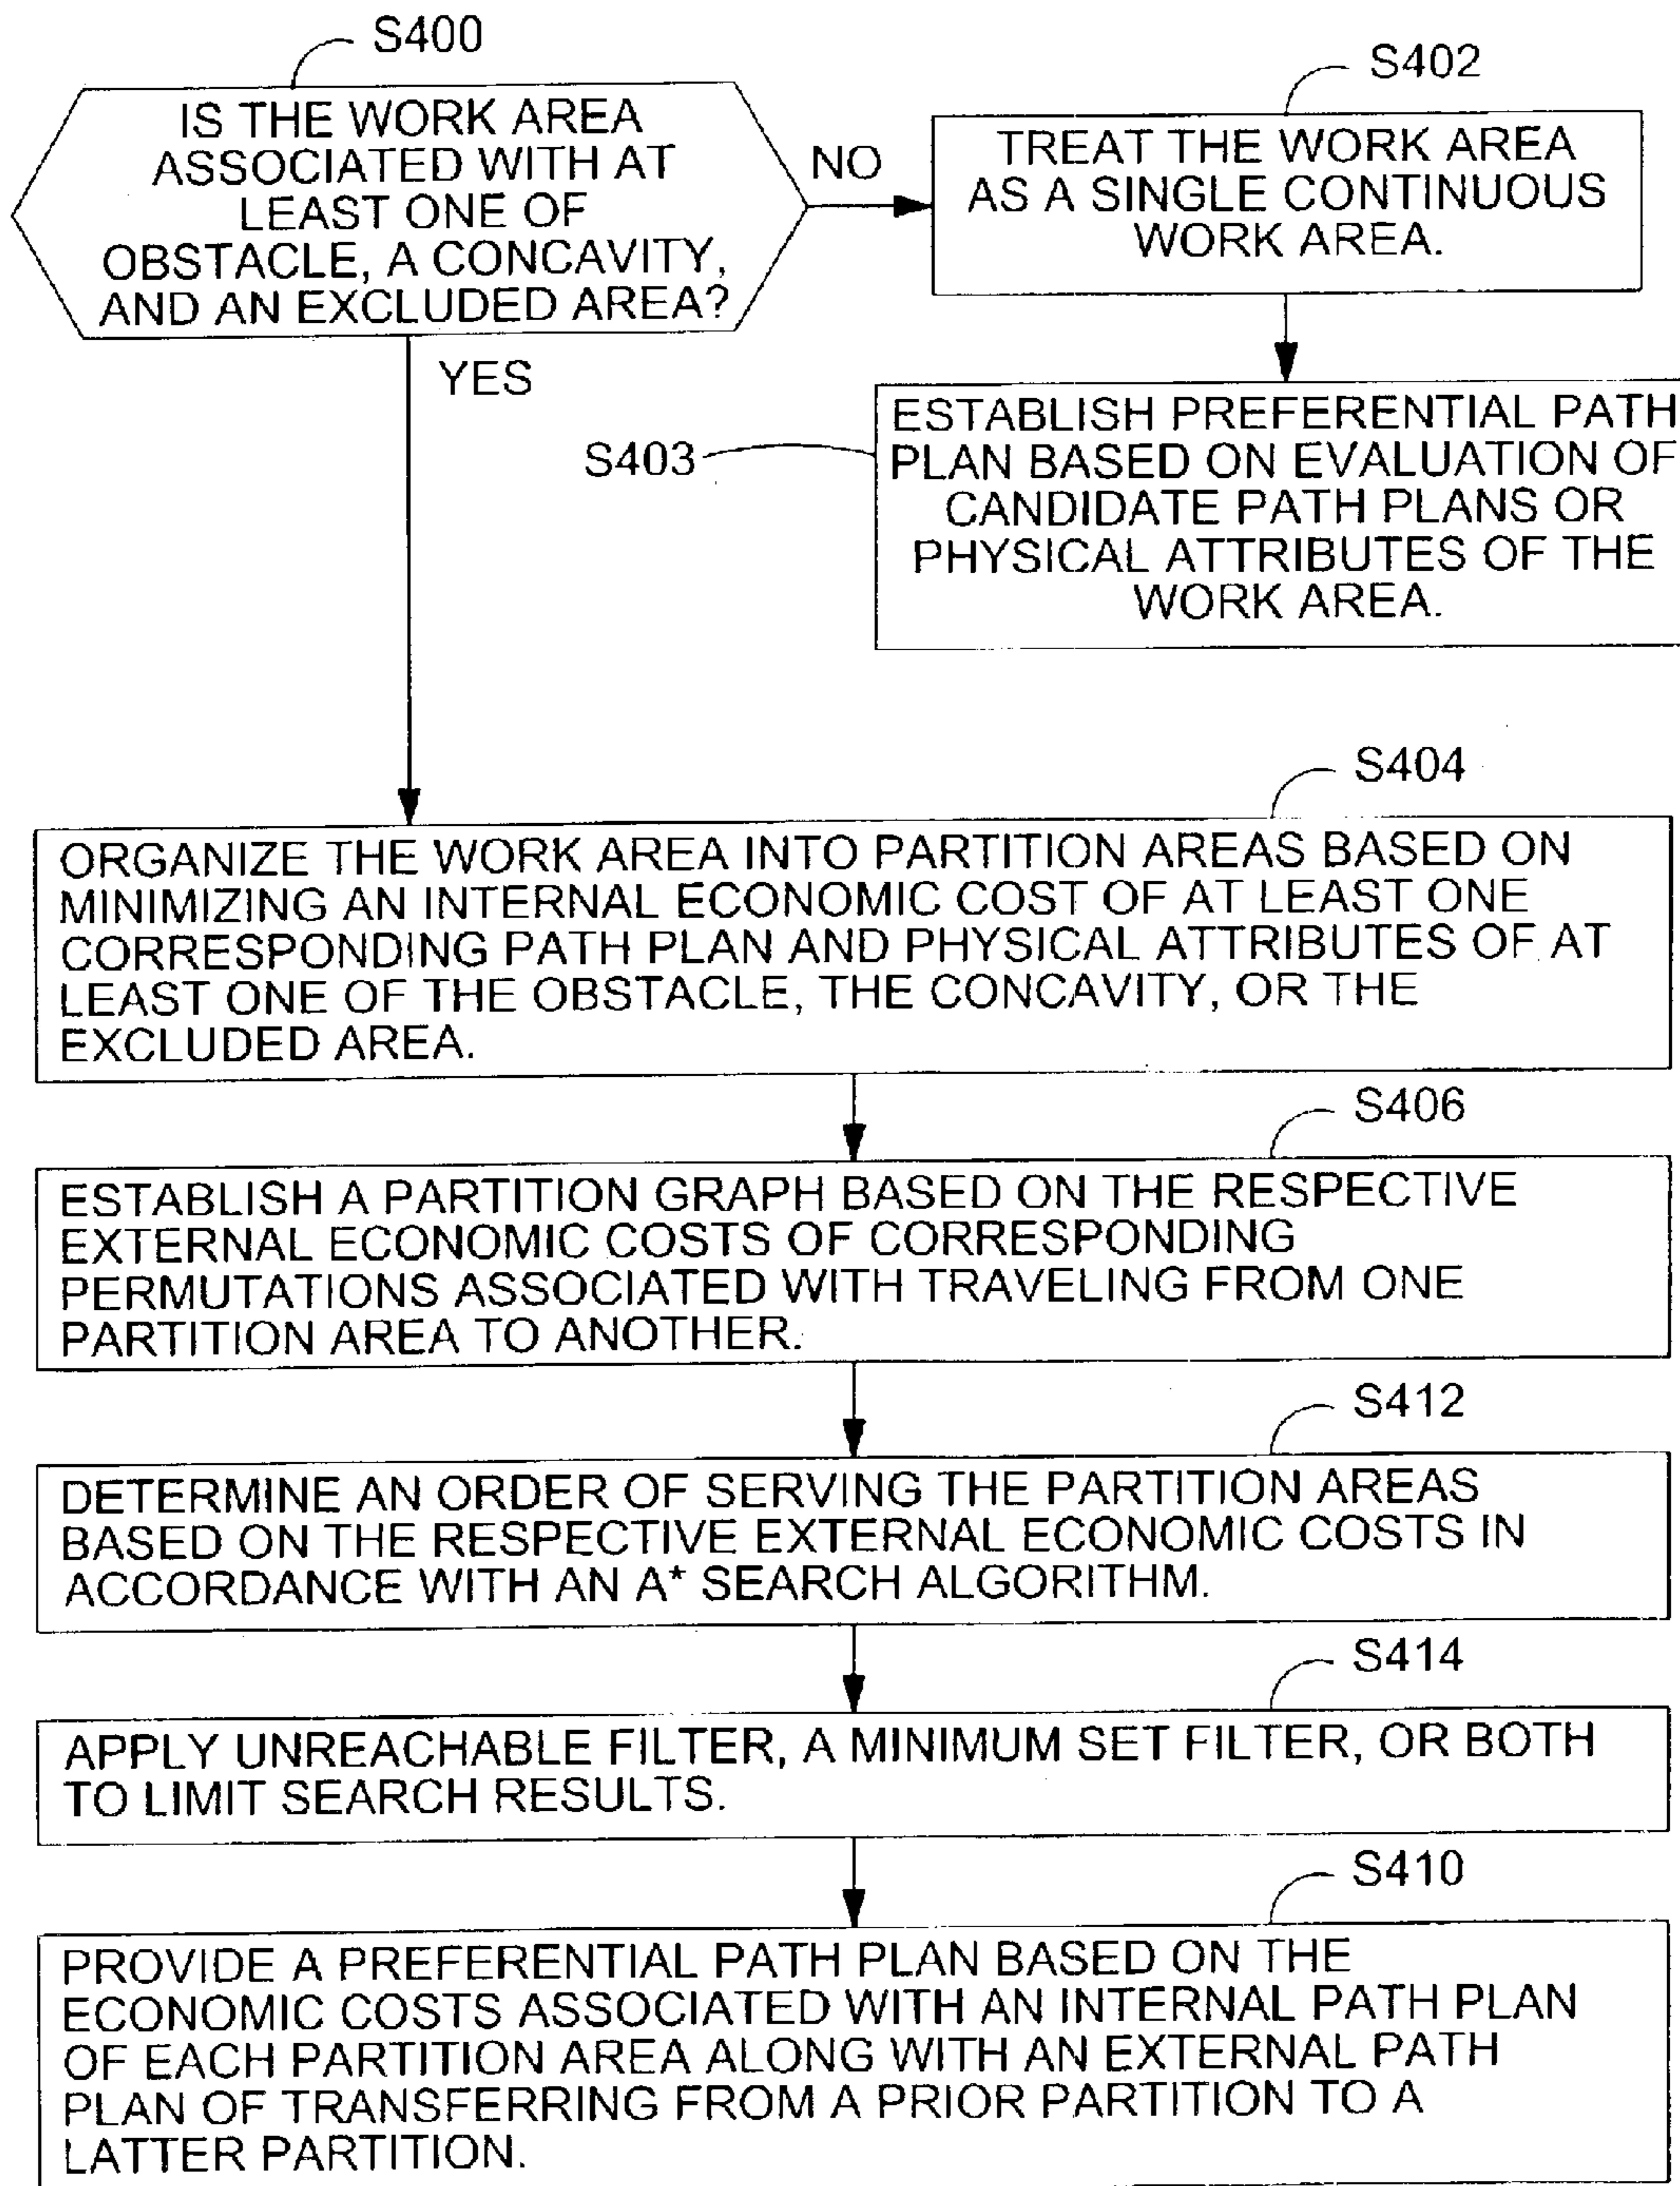 S400
IS THE WORK AREA
ASSOCIATED WITH AT
LEAST ONE OF
OBSTACLE, A CONCAVITY,
AND AN EXCLUDED AREA?
NO
S402
TREAT THE WORK AREA
AS A SINGLE CONTINUOUS
WORK AREA.
YES
S403
ESTABLISH PREFERENTIAL PATH
PLAN BASED ON EVALUATION OF
CANDIDATE PATH PLANS OR
PHYSICAL ATTRIBUTES OF THE
WORK AREA.
S404
ORGANIZE THE WORK AREA INTO PARTITION AREAS BASED ON
MINIMIZING AN INTERNAL ECONOMIC COST OF AT LEAST ONE
CORRESPONDING PATH PLAN AND PHYSICAL ATTRIBUTES OF AT
LEAST ONE OF THE OBSTACLE, THE CONCAVITY, OR THE
EXCLUDED AREA.
S406
ESTABLISH A PARTITION GRAPH BASED ON THE RESPECTIVE
EXTERNAL ECONOMIC COSTS OF CORRESPONDING
PERMUTATIONS ASSOCIATED WITH TRAVELING FROM ONE
PARTITION AREA TO ANOTHER.
S412
DETERMINE AN ORDER OF SERVING THE PARTITION AREAS
BASED ON THE RESPECTIVE EXTERNAL ECONOMIC COSTS IN
ACCORDANCE WITH AN A* SEARCH ALGORITHM.
S414
APPLY UNREACHABLE FILTER, A MINIMUM SET FILTER, OR BOTH
TO LIMIT SEARCH RESULTS.
S410
PROVIDE A PREFERENTIAL PATH PLAN BASED ON THE
ECONOMIC COSTS ASSOCIATED WITH AN INTERNAL PATH PLAN
OF EACH PARTITION AREA ALONG WITH AN EXTERNAL PATH
PLAN OF TRANSFERRING FROM A PRIOR PARTITION TO A
LATTER PARTITION.